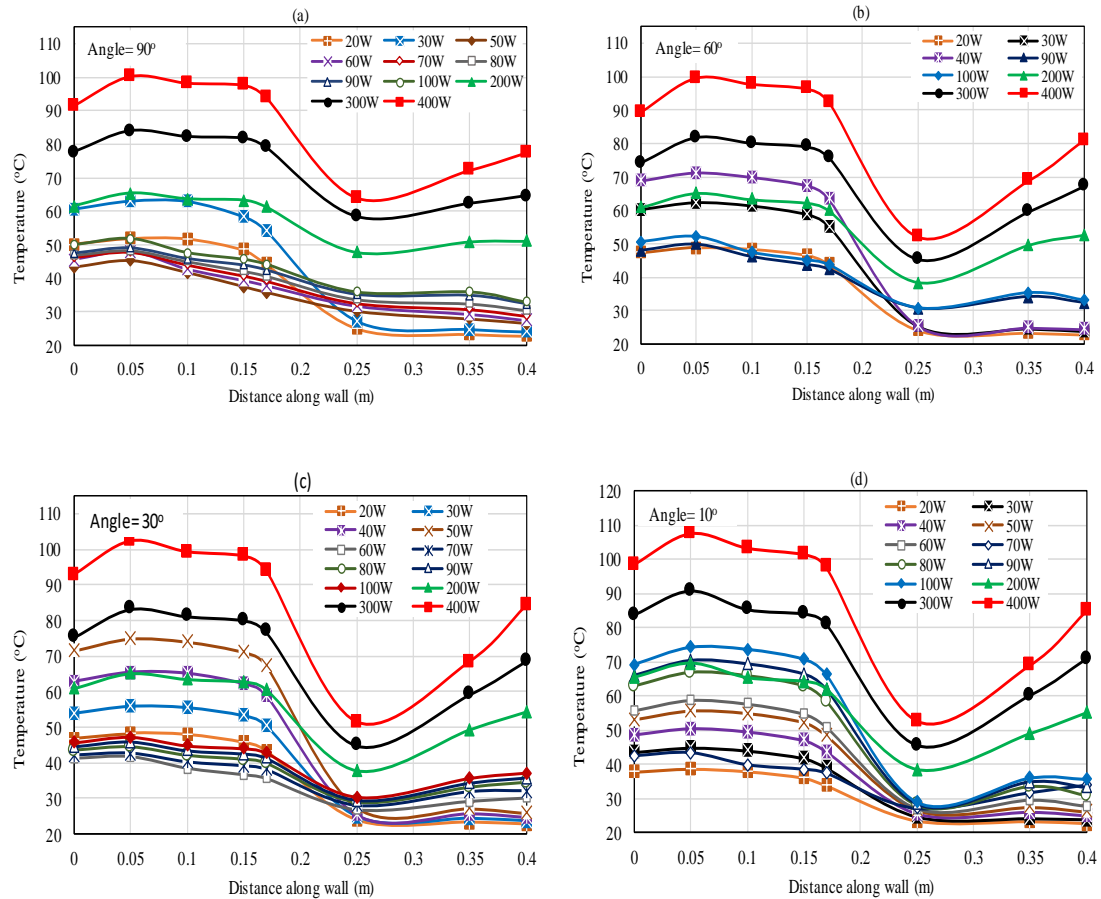 (a)
Angle= 90º
20W 30W 50W
60W 70W 80W
90W 100W 200W
300W 400W
Temperature (ºC)
115
110
100
90
80
70
60
50
40
30
20
0 0.05 0.1 0.15 0.2 0.25 0.3 0.35 0.4
Distance along wall (m)
(b)
Angle= 60º
20W 30W
40W 90W
100W 200W
300W 400W
Temperature (ºC)
110
100
90
80
70
60
50
40
30
20
0 0.05 0.1 0.15 0.2 0.25 0.3 0.35 0.4
Distance along wall (m)
(c)
Angle= 30º
20W 30W
40W 50W
60W 70W
80W 90W
100W 200W
300W 400W
Temperature (ºC)
110
100
90
80
70
60
50
40
30
20
0 0.05 0.1 0.15 0.2 0.25 0.3 0.35 0.4
Distance along wall (m)
(d)
Angle= 10º
20W 30W
40W 50W
60W 70W
80W 90W
100W 200W
300W 400W
Temperature (ºC)
120
110
100
90
80
70
60
50
40
30
20
0 0.05 0.1 0.15 0.2 0.25 0.3 0.35 0.4
Distance along wall (m)